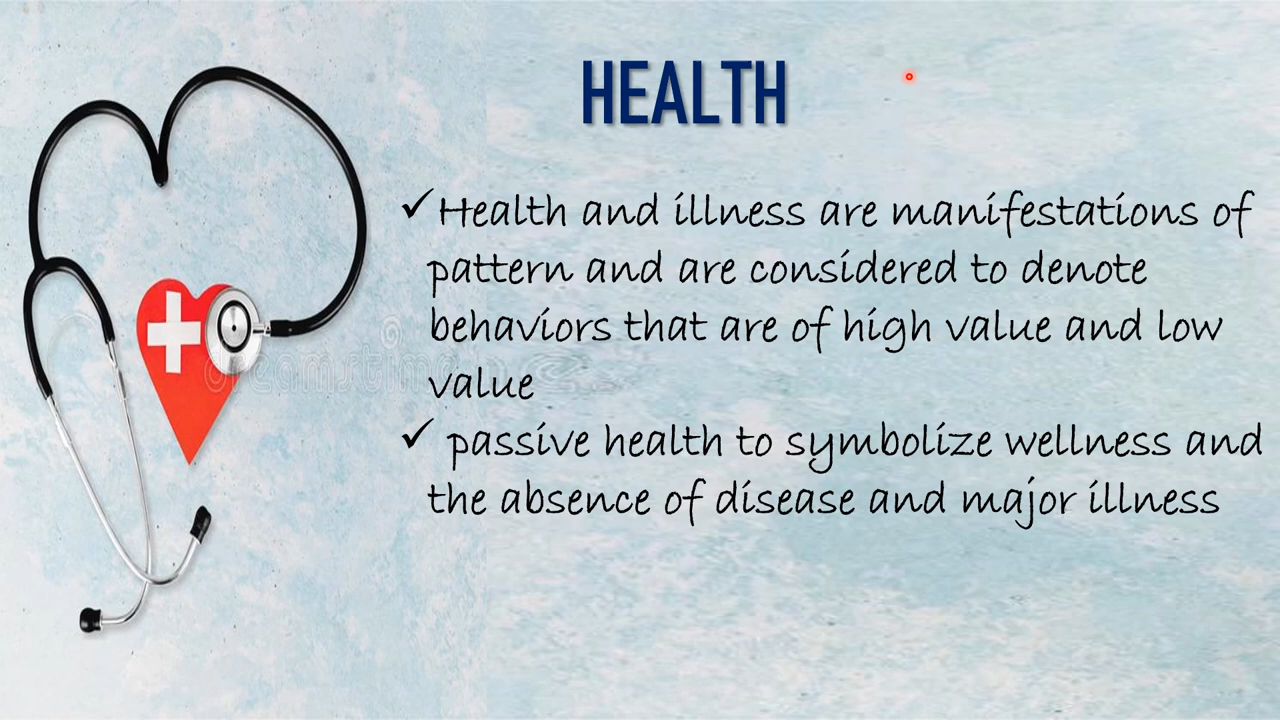 HEALTH
✓Health and illness are manifestations of
pattern and are considered to denote
behaviors that are of high value and low
value
✓ passive health to symbolize wellness and
the absence of disease and major illness
dreamstime